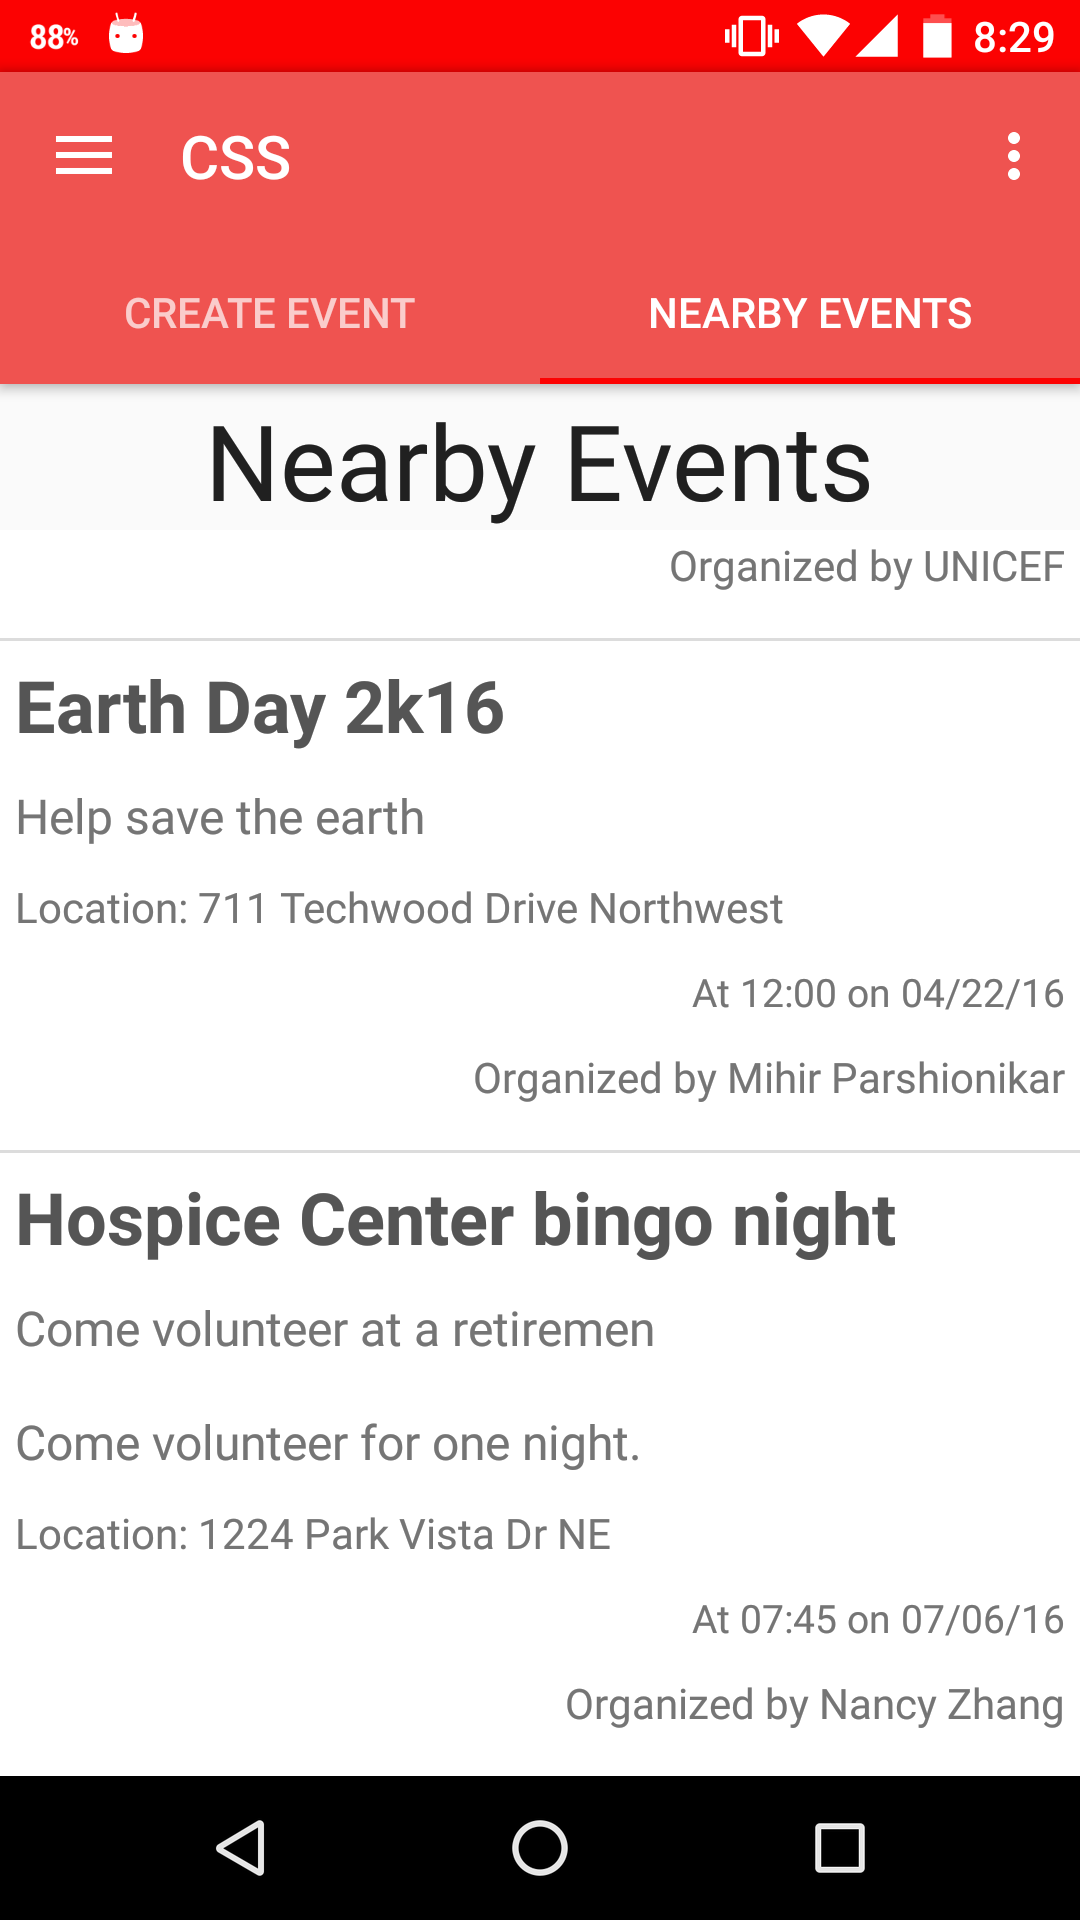 88%
8:29
CSS
CREATE EVENT
NEARBY EVENTS
Nearby Events
Organized by UNICEF
Earth Day 2k16
Help save the earth
Location: 711 Techwood Drive Northwest
At 12:00 on 04/22/16
Organized by Mihir Parshionikar
Hospice Center bingo night
Come volunteer at a retiremen
Come volunteer for one night.
Location: 1224 Park Vista Dr NE
At 07:45 on 07/06/16
Organized by Nancy Zhang